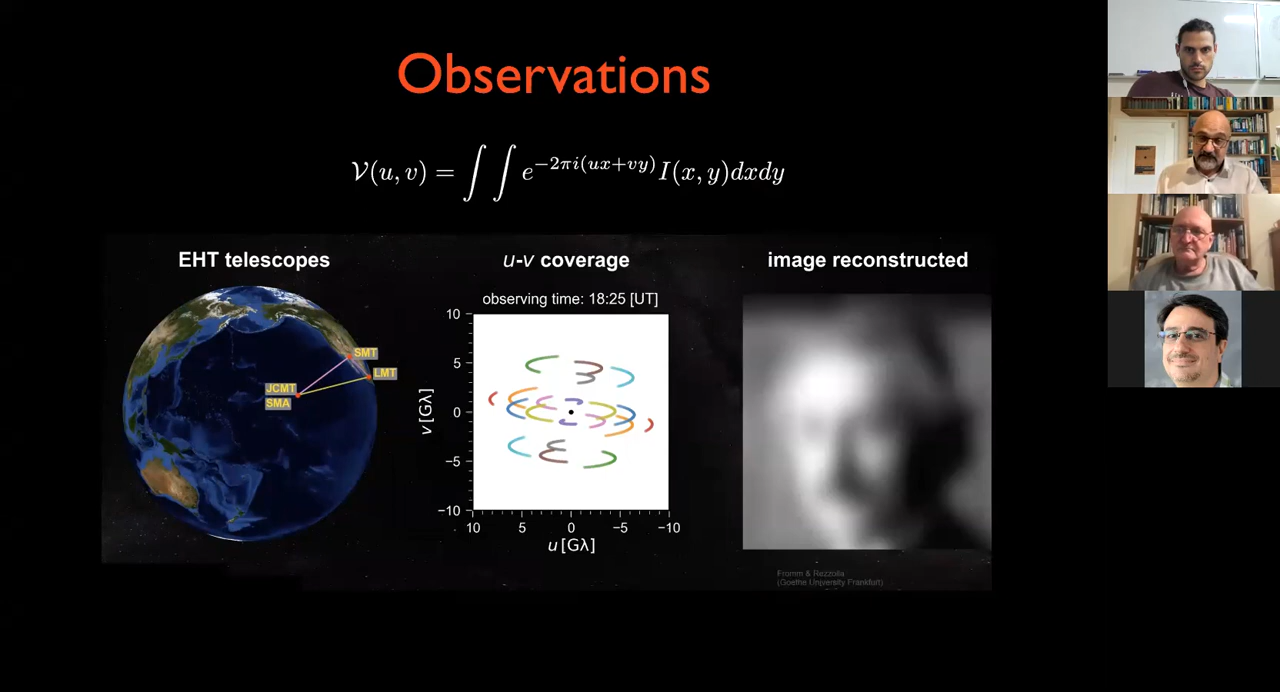 Observations
𝒱(u, v) = ∫ ∫ e^{−2πi(ux+vy)} I(x, y)dxdy
EHT telescopes
u-v coverage
image reconstructed
observing time: 18:25 [UT]
SMT
LMT
JCMT
SMA
10
5
0
−5
−10
v [Gλ]
10 5 0 −5 −10
u [Gλ]
Fromm & Rezzolla
(Goethe University Frankfurt)